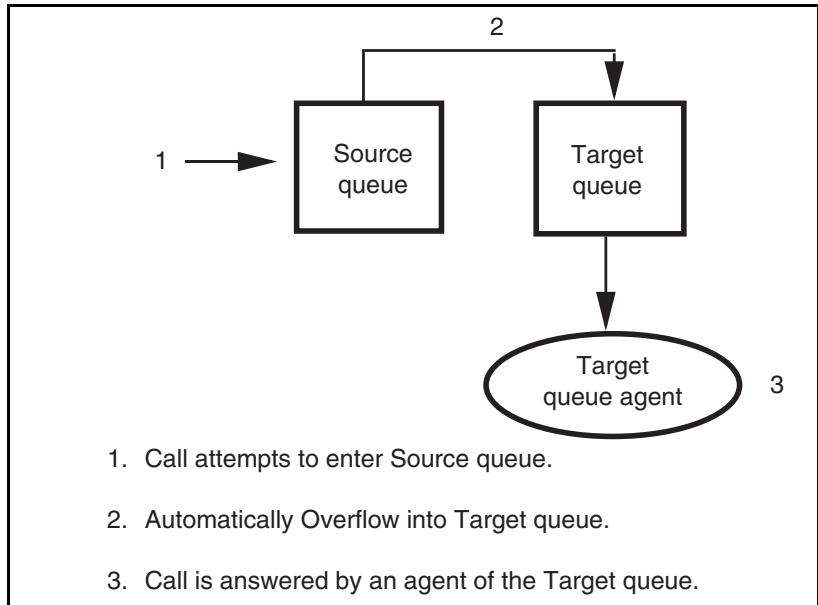 2
1
Source
queue
Target
queue
Target
queue agent
3
1. Call attempts to enter Source queue.
2. Automatically Overflow into Target queue.
3. Call is answered by an agent of the Target queue.